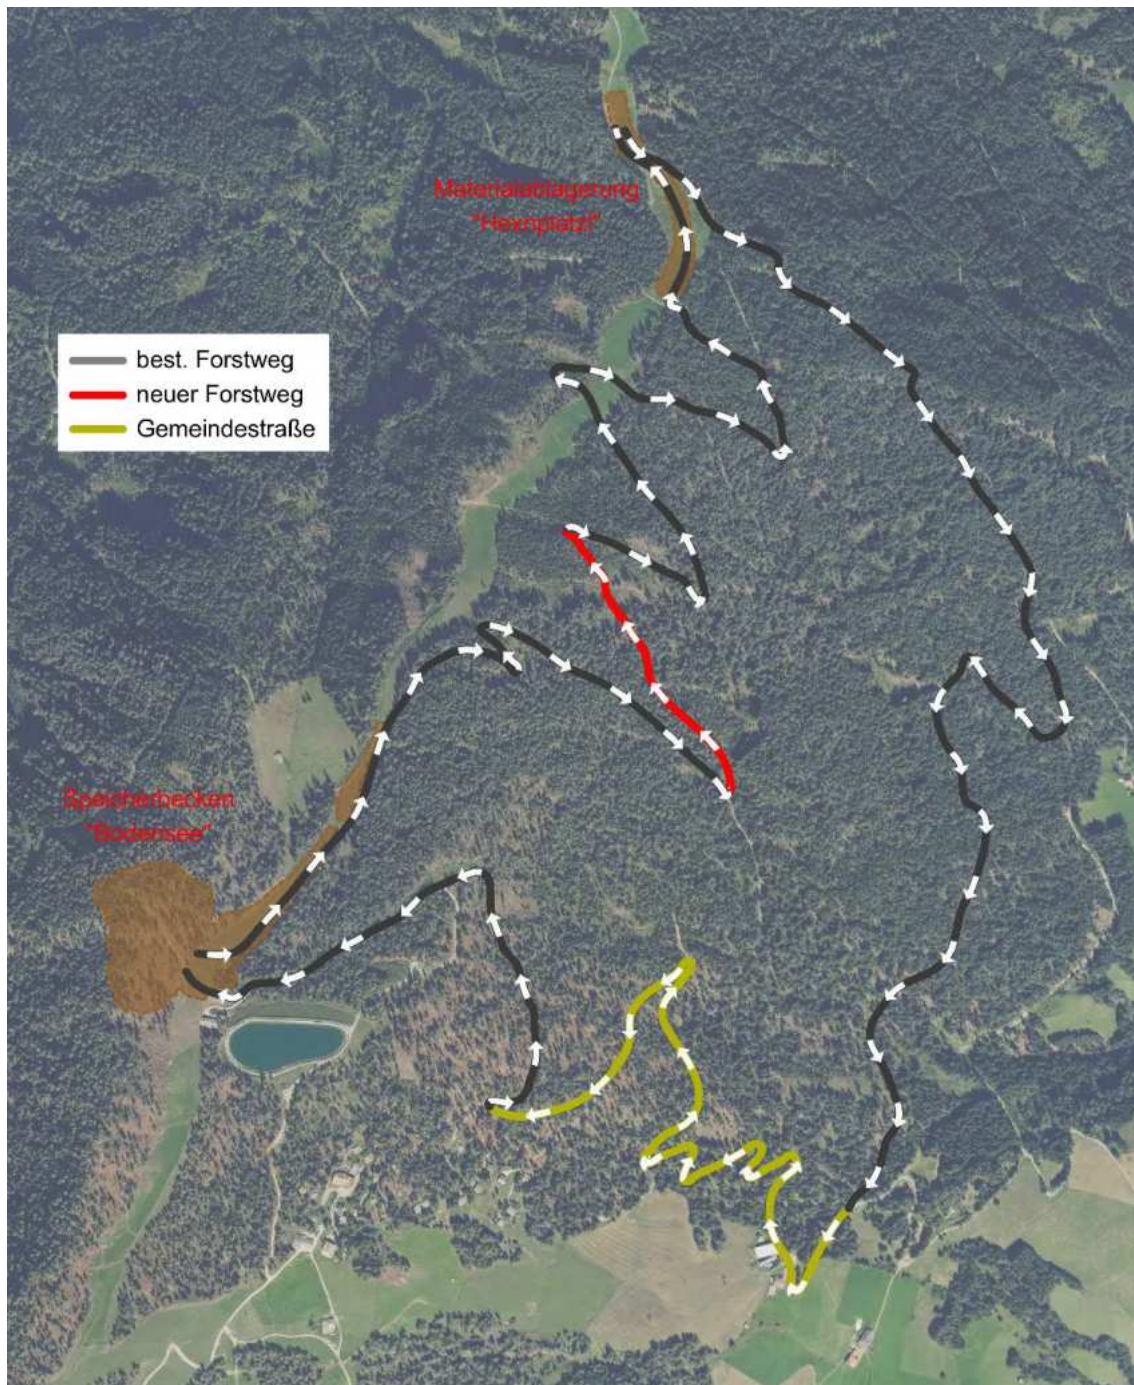 Materialablagerung
"Hexnplatzl"
best. Forstweg
neuer Forstweg
Gemeindestraße
Speicherbecken
"Bodensee"